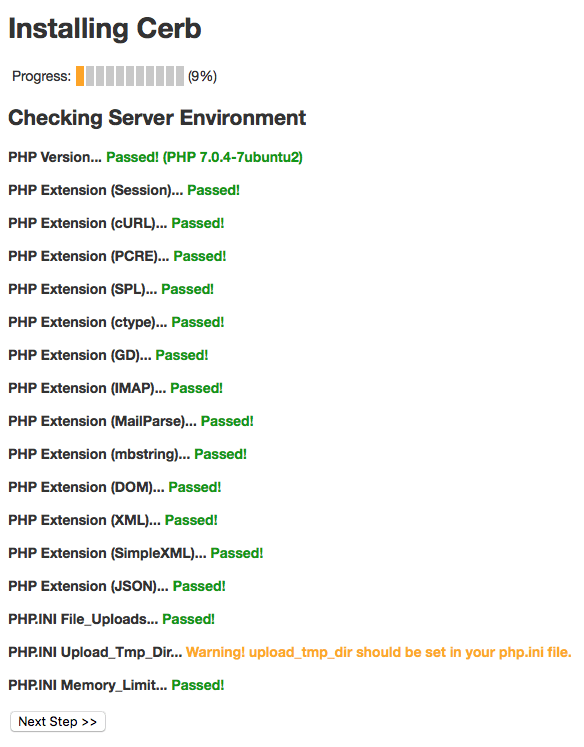 Installing Cerb
Progress: (9%)
Checking Server Environment
PHP Version... Passed! (PHP 7.0.4-7ubuntu2)
PHP Extension (Session)... Passed!
PHP Extension (cURL)... Passed!
PHP Extension (PCRE)... Passed!
PHP Extension (SPL)... Passed!
PHP Extension (ctype)... Passed!
PHP Extension (GD)... Passed!
PHP Extension (IMAP)... Passed!
PHP Extension (MailParse)... Passed!
PHP Extension (mbstring)... Passed!
PHP Extension (DOM)... Passed!
PHP Extension (XML)... Passed!
PHP Extension (SimpleXML)... Passed!
PHP Extension (JSON)... Passed!
PHP.INI File_Uploads... Passed!
PHP.INI Upload_Tmp_Dir... Warning! upload_tmp_dir should be set in your php.ini file.
PHP.INI Memory_Limit... Passed!
Next Step >>